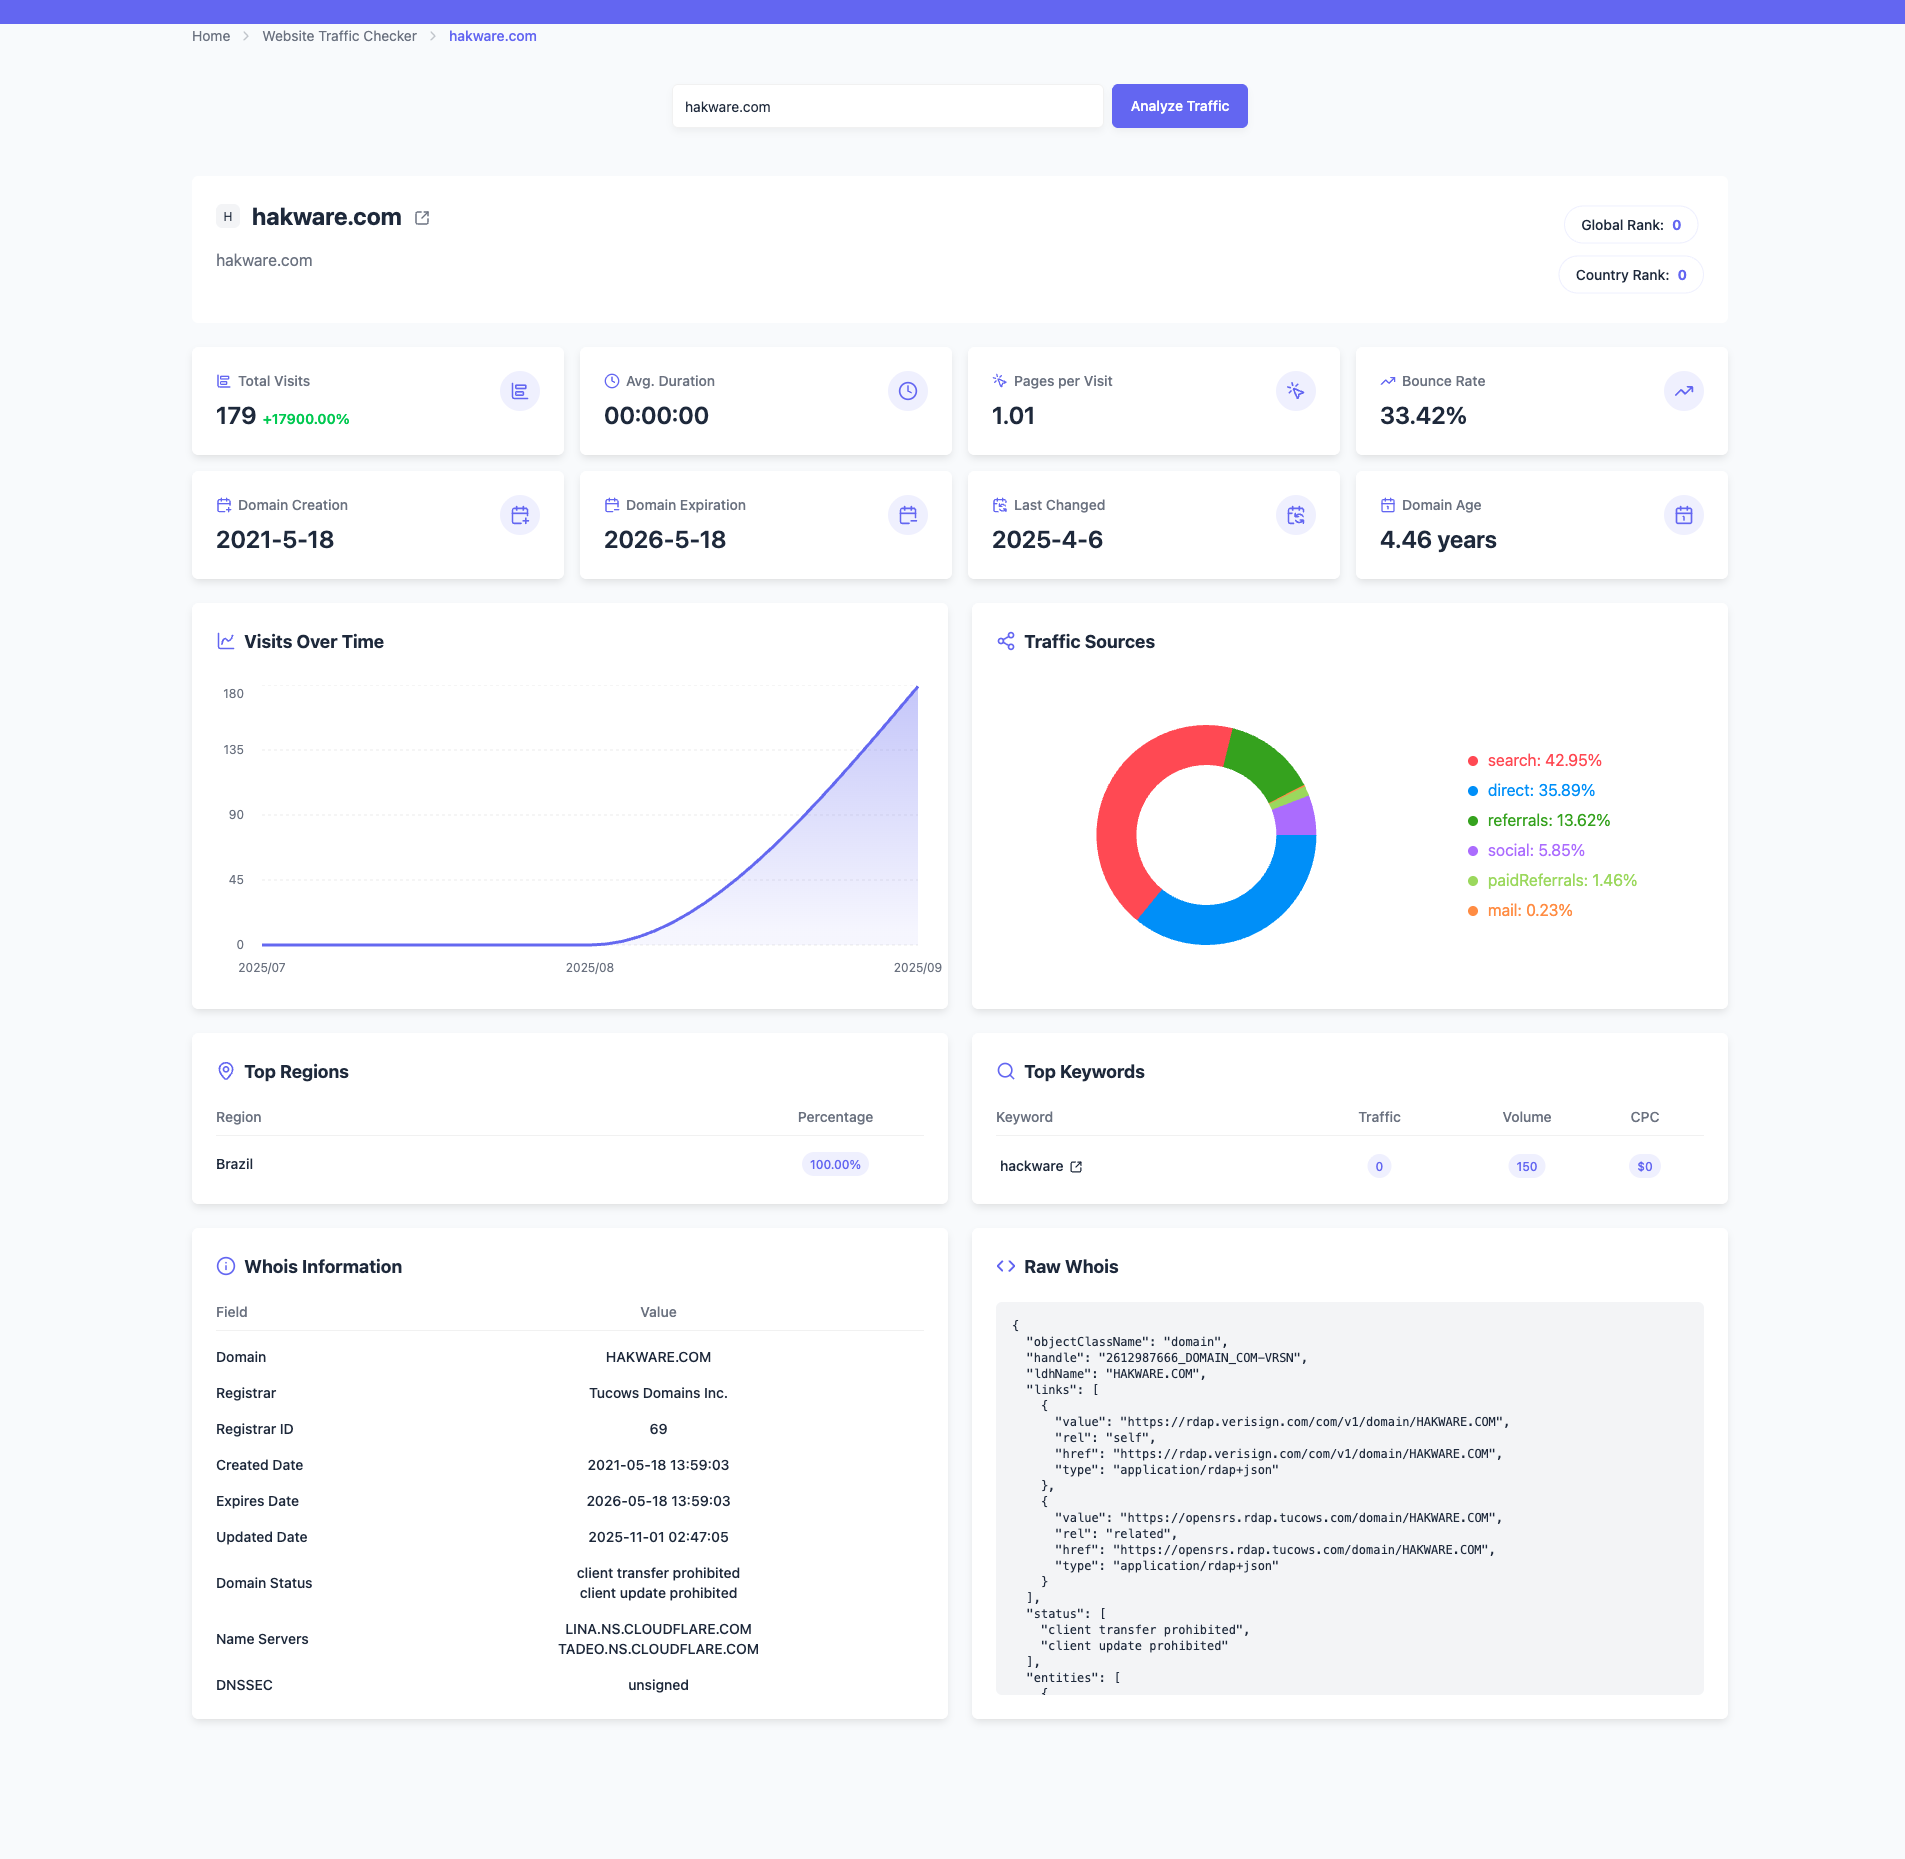 Home > Website Traffic Checker > hakware.com
hakware.com
Analyze Traffic
H hakware.com
hakware.com
Global Rank: 0
Country Rank: 0
Total Visits
179 +17900.00%
Avg. Duration
00:00:00
Pages per Visit
1.01
Bounce Rate
33.42%
Domain Creation
2021-5-18
Domain Expiration
2026-5-18
Last Changed
2025-4-6
Domain Age
4.46 years
Visits Over Time
180
135
90
45
0
2025/07 2025/08 2025/09
Traffic Sources
search: 42.95%
direct: 35.89%
referrals: 13.62%
social: 5.85%
paidReferrals: 1.46%
mail: 0.23%
Top Regions
Region Percentage
Brazil 100.00%
Top Keywords
Keyword Traffic Volume CPC
hackware 0 150 $0
Whois Information
Field Value
Domain HAKWARE.COM
Registrar Tucows Domains Inc.
Registrar ID 69
Created Date 2021-05-18 13:59:03
Expires Date 2026-05-18 13:59:03
Updated Date 2025-11-01 02:47:05
Domain Status client transfer prohibited
client update prohibited
Name Servers LINA.NS.CLOUDFLARE.COM
TADEO.NS.CLOUDFLARE.COM
DNSSEC unsigned
Raw Whois
{
"objectClassName": "domain",
"handle": "2612987666_DOMAIN_COM-VRSN",
"ldhName": "HAKWARE.COM",
"links": [
{
"value": "https://rdap.verisign.com/com/v1/domain/HAKWARE.COM",
"rel": "self",
"href": "https://rdap.verisign.com/com/v1/domain/HAKWARE.COM",
"type": "application/rdap+json"
},
{
"value": "https://opensrs.rdap.tucows.com/domain/HAKWARE.COM",
"rel": "related",
"href": "https://opensrs.rdap.tucows.com/domain/HAKWARE.COM",
"type": "application/rdap+json"
}
],
"status": [
"client transfer prohibited",
"client update prohibited"
],
"entities": [
{